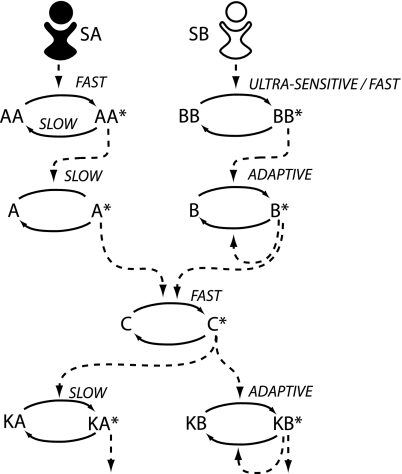 SA SB
FAST ULTRA-SENSITIVE / FAST
AA SLOW AA* BB BB*
SLOW ADAPTIVE
A A* B B*
FAST
C C*
SLOW ADAPTIVE
KA KA* KB KB*